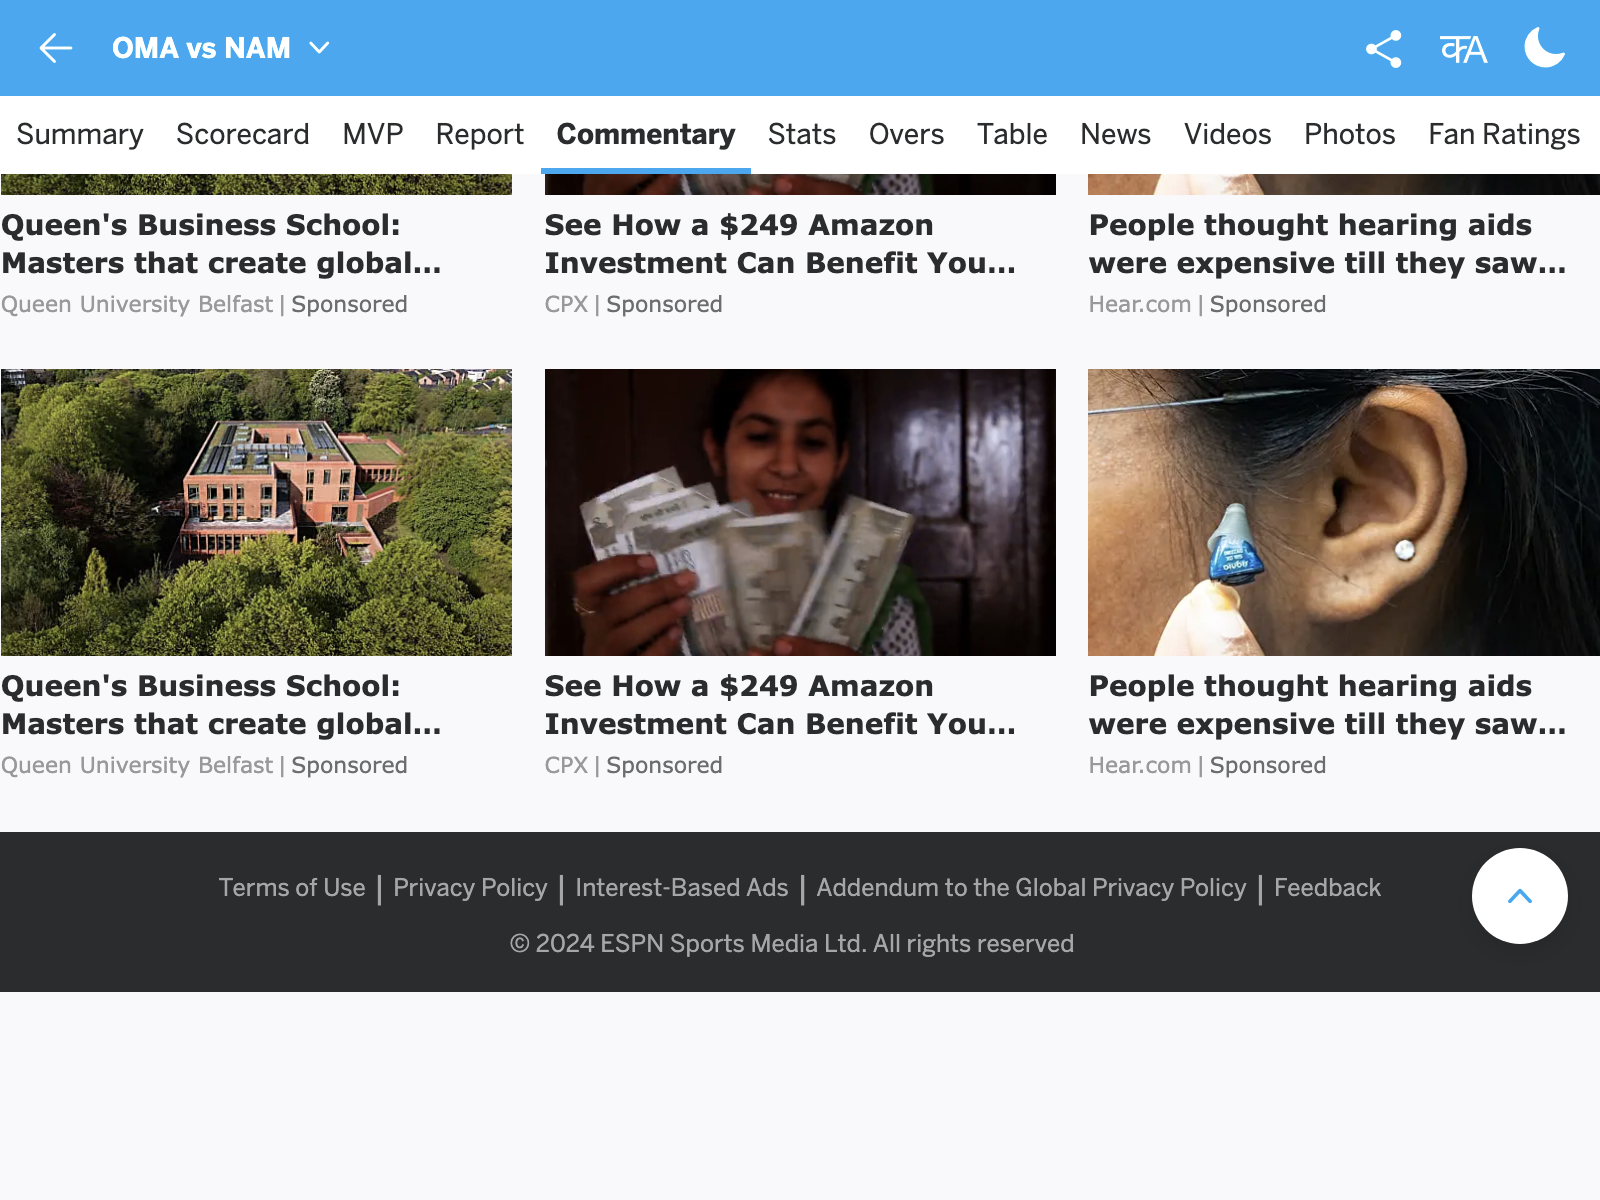 OMA vs NAM
कA
Summary Scorecard MVP Report Commentary Stats Overs Table News Videos Photos Fan Ratings
Queen's Business School:
Masters that create global...
Queen University Belfast | Sponsored
See How a $249 Amazon
Investment Can Benefit You...
CPX | Sponsored
People thought hearing aids
were expensive till they saw...
Hear.com | Sponsored
Queen's Business School:
Masters that create global...
Queen University Belfast | Sponsored
See How a $249 Amazon
Investment Can Benefit You...
CPX | Sponsored
People thought hearing aids
were expensive till they saw...
Hear.com | Sponsored
Terms of Use | Privacy Policy | Interest-Based Ads | Addendum to the Global Privacy Policy | Feedback
© 2024 ESPN Sports Media Ltd. All rights reserved